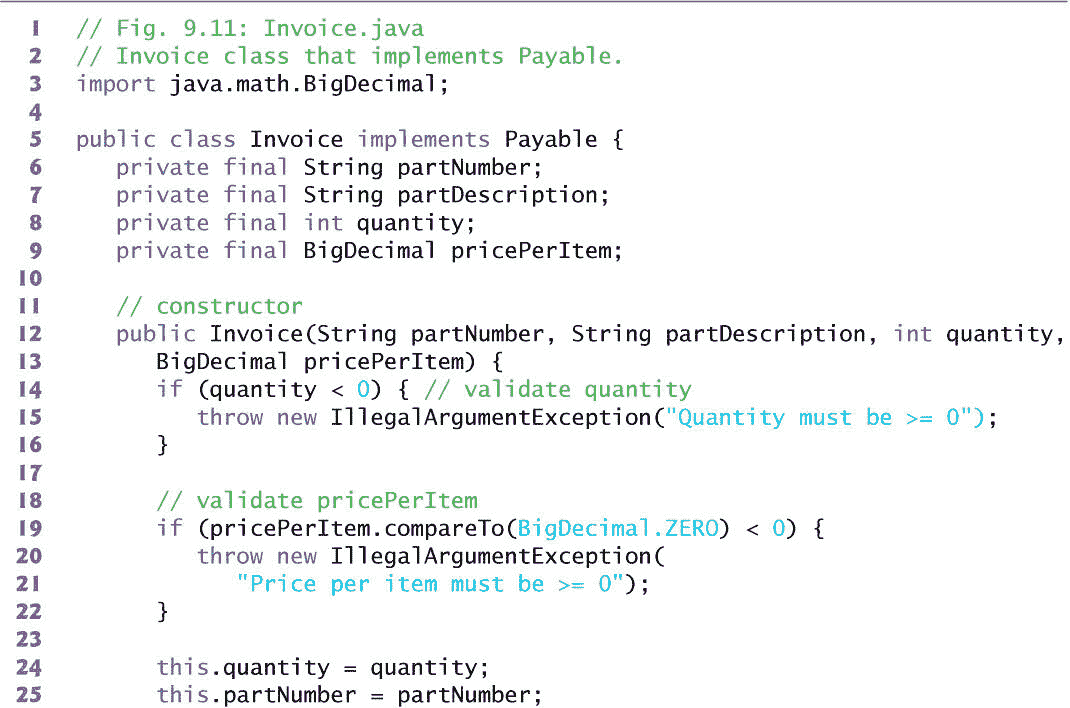 1 // Fig. 9.11: Invoice.java
2 // Invoice class that implements Payable.
3 import java.math.BigDecimal;
4
5 public class Invoice implements Payable {
6    private final String partNumber;
7    private final String partDescription;
8    private final int quantity;
9    private final BigDecimal pricePerItem;
10
11    // constructor
12    public Invoice(String partNumber, String partDescription, int quantity,
13       BigDecimal pricePerItem) {
14       if (quantity < 0) { // validate quantity
15          throw new IllegalArgumentException("Quantity must be >= 0");
16       }
17
18       // validate pricePerItem
19       if (pricePerItem.compareTo(BigDecimal.ZERO) < 0) {
20          throw new IllegalArgumentException(
21             "Price per item must be >= 0");
22       }
23
24       this.quantity = quantity;
25       this.partNumber = partNumber;